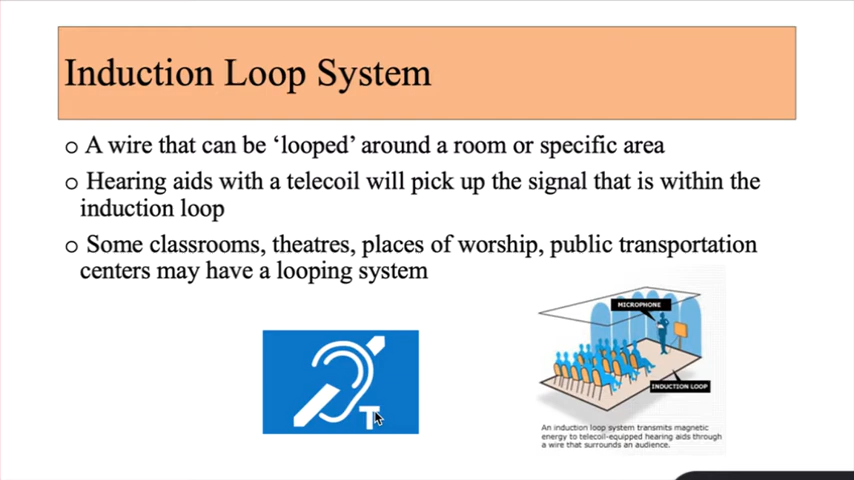 Induction Loop System
o A wire that can be ‘looped’ around a room or specific area
o Hearing aids with a telecoil will pick up the signal that is within the
induction loop
o Some classrooms, theatres, places of worship, public transportation
centers may have a looping system
MICROPHONE
INDUCTION LOOP
T
An induction loop system transmits magnetic
energy to telecoil-equipped hearing aids through
a wire that surrounds an audience.